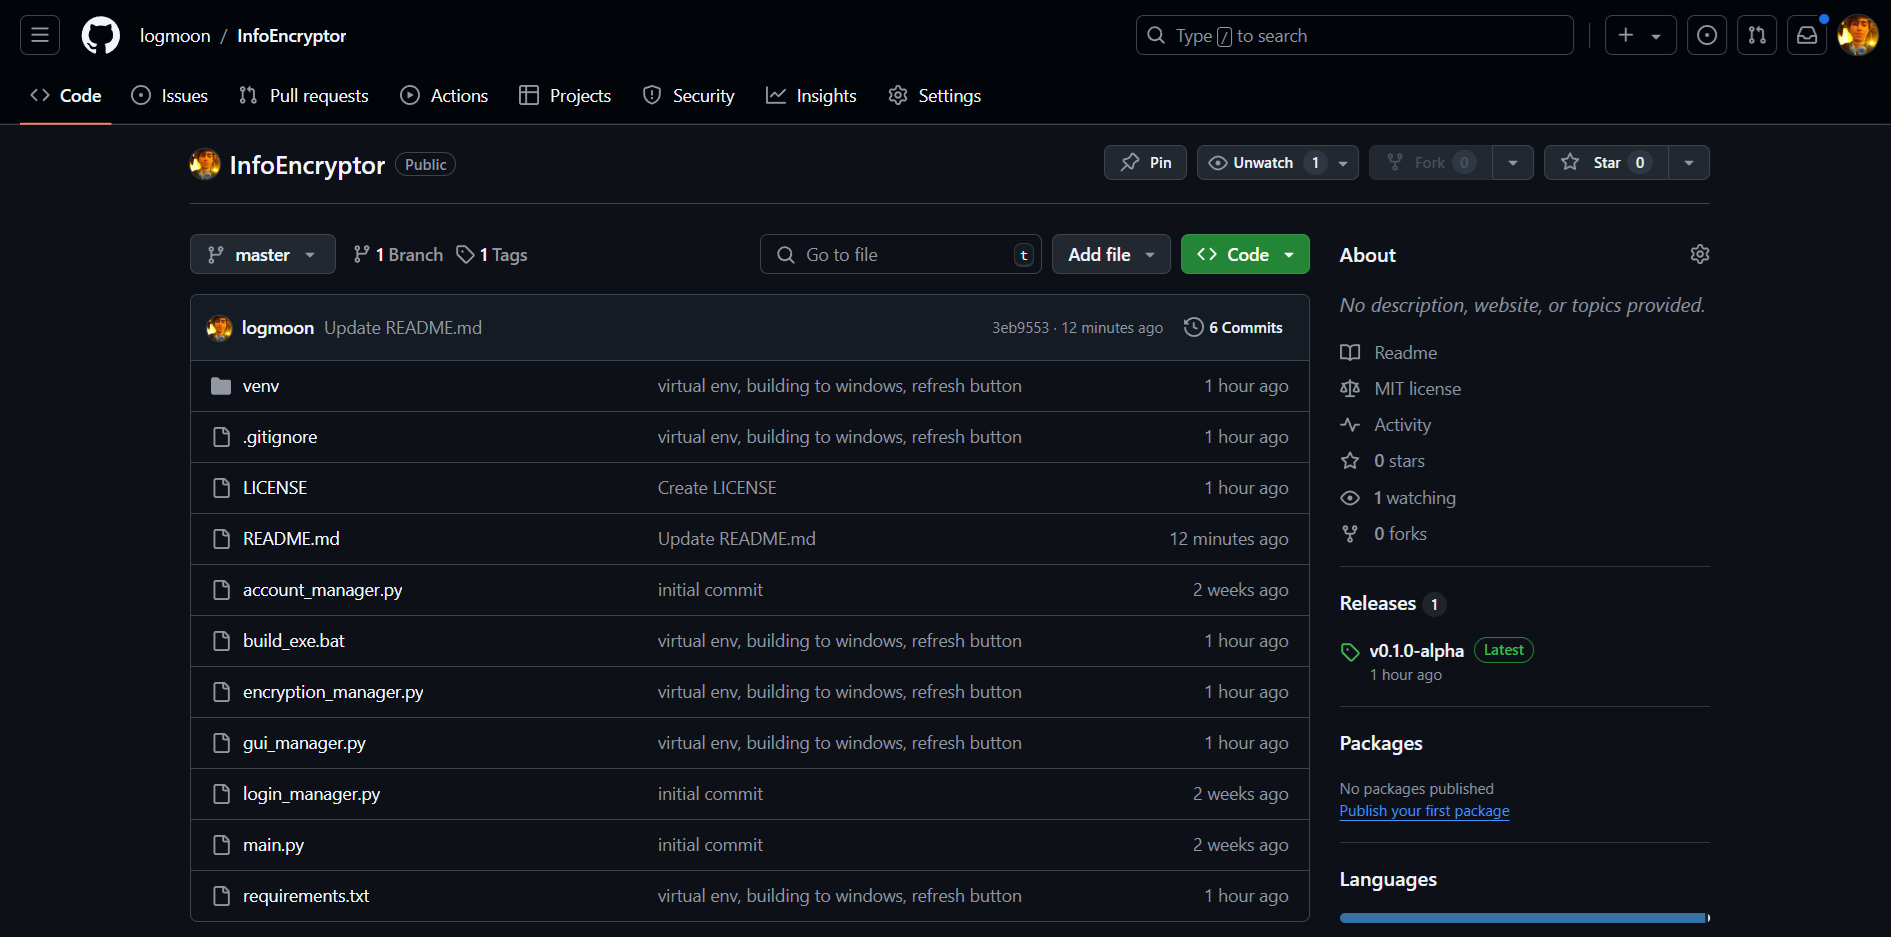 logmoon / InfoEncryptor
Type / to search
Code Issues Pull requests Actions Projects Security Insights Settings
InfoEncryptor Public
Pin Unwatch 1 Fork 0 Star 0
master 1 Branch 1 Tags Go to file t Add file Code
logmoon Update README.md 3eb9553 · 12 minutes ago 6 Commits
venv virtual env, building to windows, refresh button 1 hour ago
.gitignore virtual env, building to windows, refresh button 1 hour ago
LICENSE Create LICENSE 1 hour ago
README.md Update README.md 12 minutes ago
account_manager.py initial commit 2 weeks ago
build_exe.bat virtual env, building to windows, refresh button 1 hour ago
encryption_manager.py virtual env, building to windows, refresh button 1 hour ago
gui_manager.py virtual env, building to windows, refresh button 1 hour ago
login_manager.py initial commit 2 weeks ago
main.py initial commit 2 weeks ago
requirements.txt virtual env, building to windows, refresh button 1 hour ago
About
No description, website, or topics provided.
Readme
MIT license
Activity
0 stars
1 watching
0 forks
Releases 1
v0.1.0-alpha Latest
1 hour ago
Packages
No packages published
Publish your first package
Languages